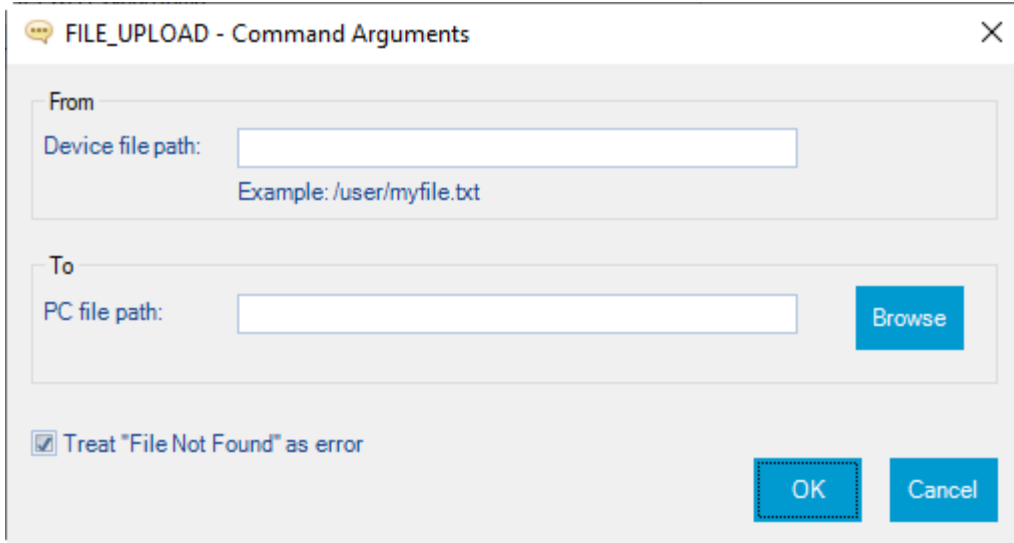 FILE_UPLOAD - Command Arguments
From
Device file path:
Example: /user/myfile.txt
To
PC file path:
Browse
Treat "File Not Found" as error
OK
Cancel